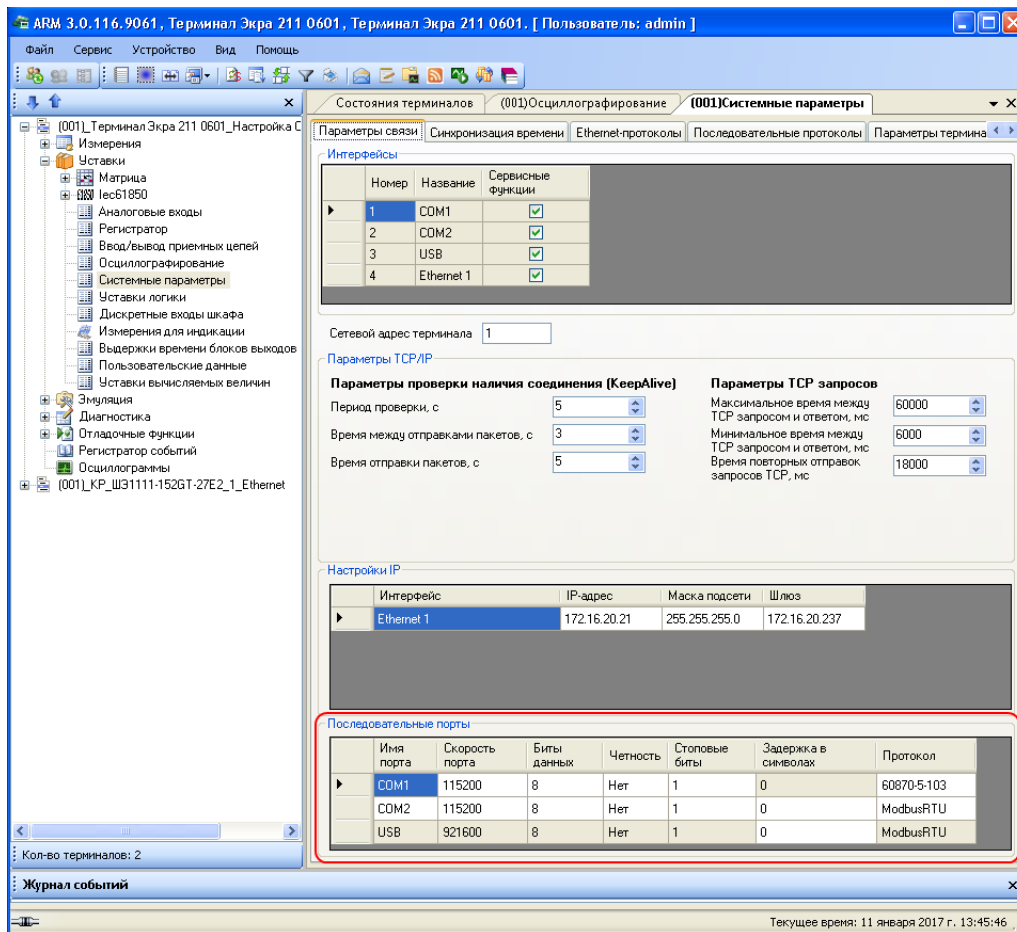 ARM 3.0.116.9061, Терминал Экра 211 0601, Терминал Экра 211 0601. [ Пользователь: admin ]
Файл Сервис Устройство Вид Помощь
(001)_Терминал Экра 211 0601_Настройка С
Измерения
Уставки
Матрица
Iec61850
Аналоговые входы
Регистратор
Ввод/вывод приемных цепей
Осциллографирование
Системные параметры
Уставки логики
Дискретные входы шкафа
Измерения для индикации
Выдержки времени блоков выходов
Пользовательские данные
Уставки вычисляемых величин
Эмуляция
Диагностика
Отладочные функции
Регистратор событий
Осциллограммы
(001)_КР_ШЭ1111-152GT-27E2_1_Ethernet
Кол-во терминалов: 2
Состояния терминалов (001)Осциллографирование (001)Системные параметры
Параметры связи Синхронизация времени Ethernet-протоколы Последовательные протоколы Параметры термина
Интерфейсы
Номер Название Сервисные функции
1 COM1
2 COM2
3 USB
4 Ethernet 1
Сетевой адрес терминала 1
Параметры TCP/IP
Параметры проверки наличия соединения (KeepAlive)
Период проверки, с 5
Время между отправками пакетов, с 3
Время отправки пакетов, с 5
Параметры TCP запросов
Максимальное время между
TCP запросом и ответом, мс 60000
Минимальное время между
TCP запросом и ответом, мс 6000
Время повторных отправок
запросов TCP, мс 18000
Настройки IP
Интерфейс IP-адрес Маска подсети Шлюз
Ethernet 1 172.16.20.21 255.255.255.0 172.16.20.237
Последовательные порты
Имя порта Скорость порта Биты данных Четность Стоповые биты Задержка в символах Протокол
COM1 115200 8 Нет 1 0 60870-5-103
COM2 115200 8 Нет 1 0 ModbusRTU
USB 921600 8 Нет 1 0 ModbusRTU
Журнал событий
Текущее время: 11 января 2017 г. 13:45:46